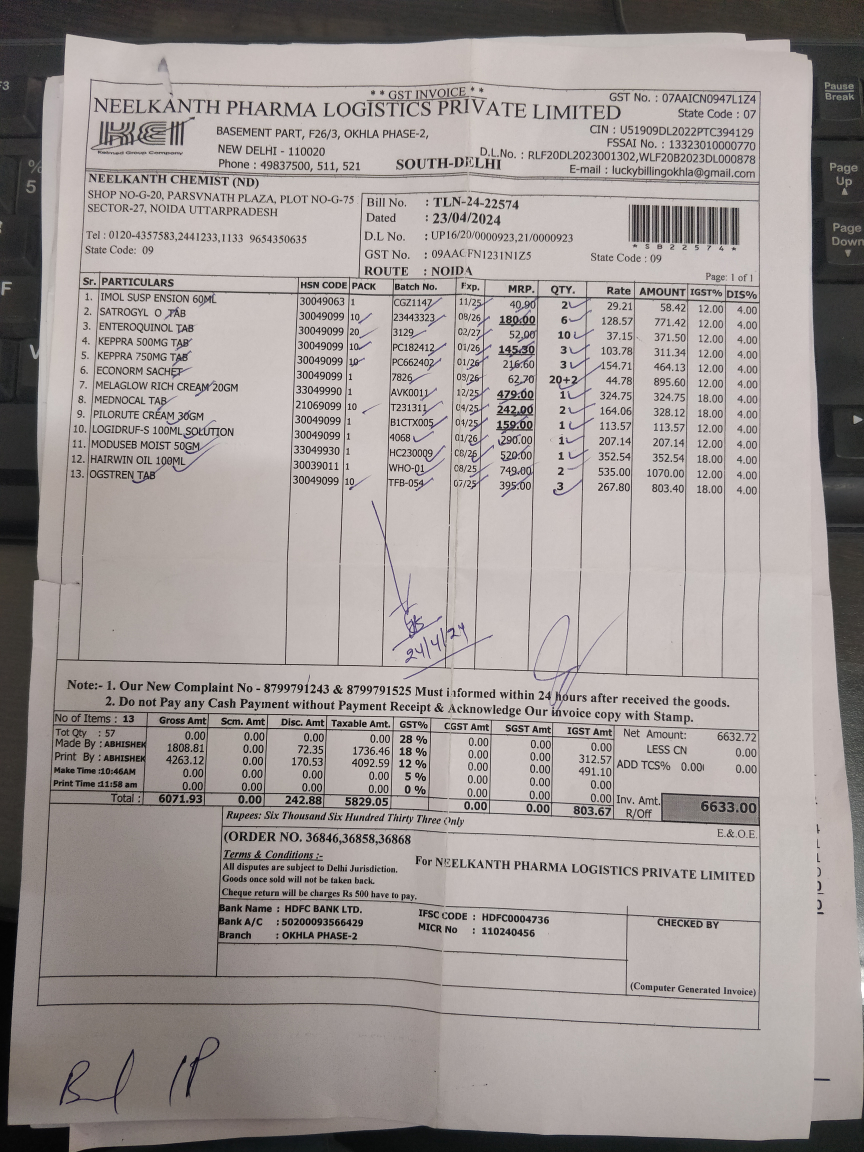 * * GST INVOICE * *
NEELKANTH PHARMA LOGISTICS PRIVATE LIMITED
GST No. : 07AAICN0947L1Z4
State Code : 07
KEI
BASEMENT PART, F26/3, OKHLA PHASE-2,
NEW DELHI - 110020
Phone : 49837500, 511, 521
SOUTH-DELHI
CIN : U51909DL2022PTC394129
FSSAI No. : 13323010000770
D.L.No. : RLF20DL2023001302,WLF20B2023DL000878
E-mail : luckybillingokhla@gmail.com
NEELKANTH CHEMIST (ND)
SHOP NO-G-20, PARSVNATH PLAZA, PLOT NO-G-75
SECTOR-27, NOIDA UTTARPRADESH
Tel : 0120-4357583,2441233,1133 9654350635
State Code: 09
Bill No. : TLN-24-22574
Dated : 23/04/2024
D.L No. : UP16/20/0000923,21/0000923
GST No. : 09AACFN1231N1Z5 State Code : 09
ROUTE : NOIDA
* S B 2 2 5 7 4 *
Page: 1 of 1
Sr. PARTICULARS HSN CODE PACK Batch No. Exp. MRP. QTY. Rate AMOUNT IGST% DIS%
1. IMOL SUSP ENSION 60ML 30049063 1 CGZ1147 11/25 40.90 2 29.21 58.42 12.00 4.00
2. SATROGYL O TAB 30049099 10 23443323 08/26 180.00 6 128.57 771.42 12.00 4.00
3. ENTEROQUINOL TAB 30049099 20 3129 02/27 52.00 10 37.15 371.50 12.00 4.00
4. KEPPRA 500MG TAB 30049099 10 PC182412 01/26 145.30 3 103.78 311.34 12.00 4.00
5. KEPPRA 750MG TAB 30049099 10 PC662402 01/26 216.60 3 154.71 464.13 12.00 4.00
6. ECONORM SACHET 30049099 1 7826 08/26 62.70 20+2 44.78 895.60 12.00 4.00
7. MELAGLOW RICH CREAM 20GM 33049990 1 AVK0011 12/25 479.00 1 324.75 324.75 18.00 4.00
8. MEDNOCAL TAB 21069099 10 T231311 04/25 242.00 2 164.06 328.12 18.00 4.00
9. PILORUTE CREAM 30GM 30049099 1 B1CTX005 04/25 159.00 1 113.57 113.57 12.00 4.00
10. LOGIDRUF-S 100ML SOLUTION 30049099 1 4068 01/26 290.00 1 207.14 207.14 12.00 4.00
11. MODUSEB MOIST 50GM 33049930 1 HC230009 08/26 520.00 1 352.54 352.54 18.00 4.00
12. HAIRWIN OIL 100ML 30039011 1 WHO-01 08/25 749.00 2 535.00 1070.00 12.00 4.00
13. OGSTREN TAB 30049099 10 TFB-054 07/25 395.00 3 267.80 803.40 18.00 4.00
24/4/24
Note:- 1. Our New Complaint No - 8799791243 & 8799791525 Must informed within 24 hours after received the goods.
2. Do not Pay any Cash Payment without Payment Receipt & Acknowledge Our invoice copy with Stamp.
No of Items : 13 Gross Amt Scm. Amt Disc. Amt Taxable Amt. GST% CGST Amt SGST Amt IGST Amt Net Amount: 6632.72
Tot Qty : 57 0.00 0.00 0.00 0.00 28 % 0.00 0.00 0.00 LESS CN 0.00
Made By : ABHISHEK 1808.81 0.00 72.35 1736.46 18 % 0.00 0.00 312.57 ADD TCS% 0.00 0.00
Print By : ABHISHEK 4263.12 0.00 170.53 4092.59 12 % 0.00 0.00 491.10
Make Time :10:46AM 0.00 0.00 0.00 0.00 5 % 0.00 0.00 0.00
Print Time :11:58 am 0.00 0.00 0.00 0.00 0 % 0.00 0.00 0.00 Inv. Amt. 6633.00
Total : 6071.93 0.00 242.88 5829.05 0.00 0.00 803.67 R/Off
Rupees: Six Thousand Six Hundred Thirty Three Only
E.& O.E.
(ORDER NO. 36846,36858,36868
Terms & Conditions :-
All disputes are subject to Delhi Jurisdiction.
Goods once sold will not be taken back.
Cheque return will be charges Rs 500 have to pay.
For NEELKANTH PHARMA LOGISTICS PRIVATE LIMITED
Bank Name : HDFC BANK LTD.
Bank A/C : 50200093566429
Branch : OKHLA PHASE-2
IFSC CODE : HDFC0004736
MICR No : 110240456
CHECKED BY
(Computer Generated Invoice)
Pause
Break
Page
Up
Page
Down
F3
%
5
F